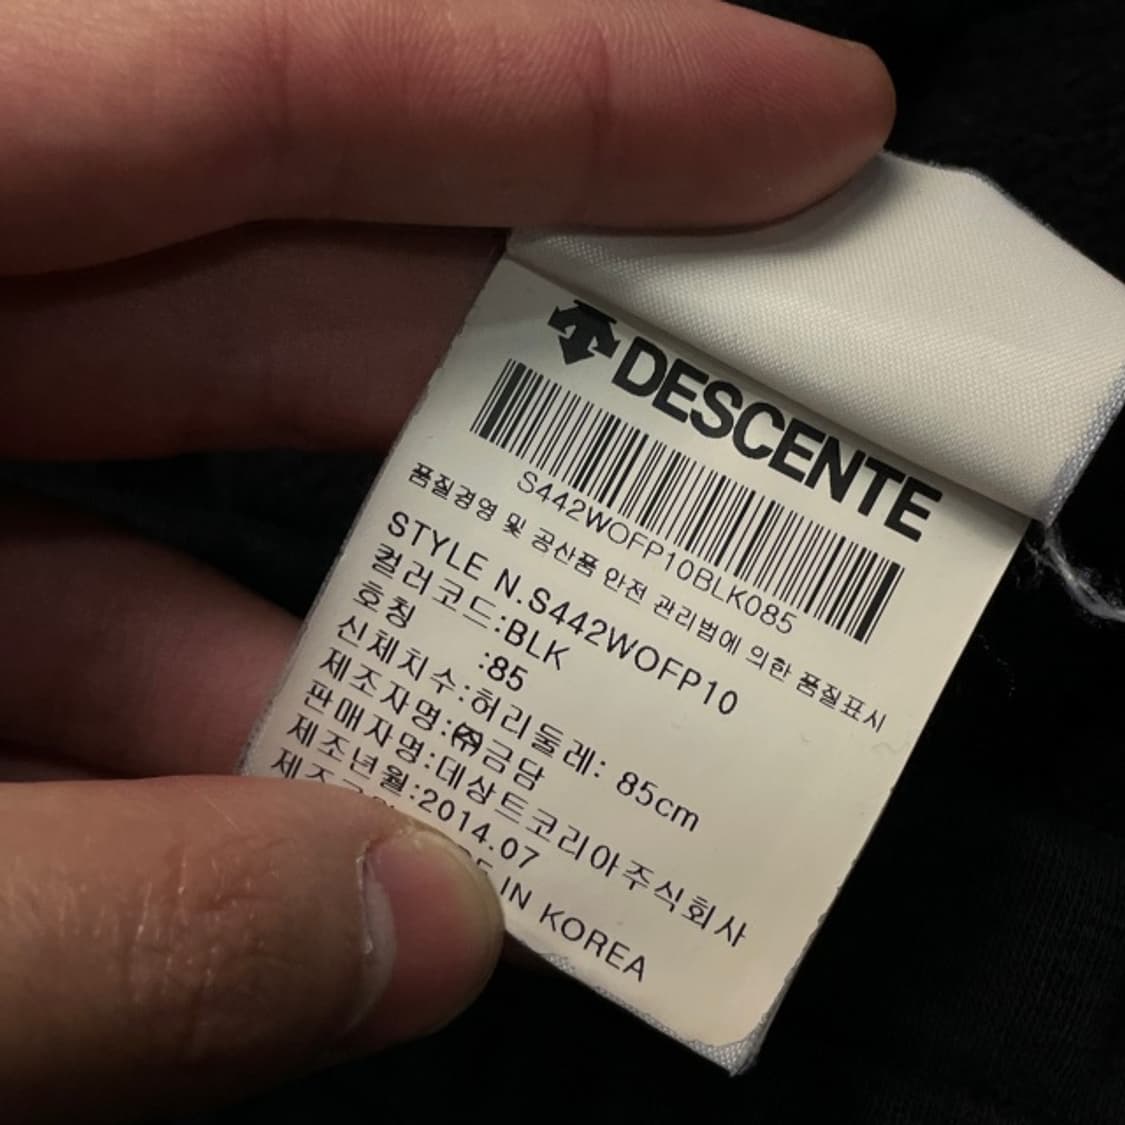 DESCENTE
S442WOFP10BLK085
품질경영 및 공산품 안전 관리법에 의한 품질표시
STYLE N.S442WOFP10
컬러코드:BLK
호칭 :85
신체치수:허리둘레: 85cm
제조자명:㈜금담
판매자명:데상트코리아주식회사
제조년월:2014.07
IN KOREA